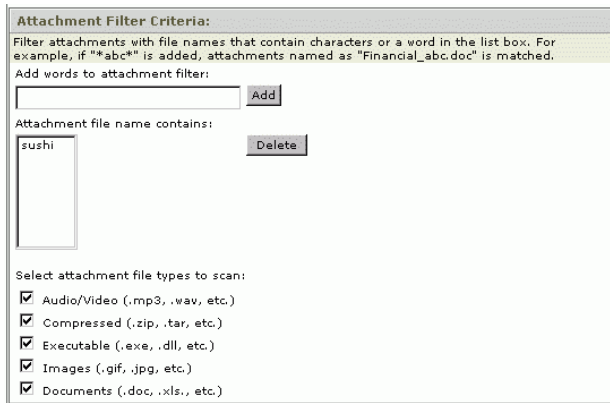 Attachment Filter Criteria:
Filter attachments with file names that contain characters or a word in the list box. For
example, if "*abc*" is added, attachments named as "Financial_abc.doc" is matched.
Add words to attachment filter:
Add
Attachment file name contains:
sushi
Delete
Select attachment file types to scan:
Audio/Video (.mp3, .wav, etc.)
Compressed (.zip, .tar, etc.)
Executable (.exe, .dll, etc.)
Images (.gif, .jpg, etc.)
Documents (.doc, .xls., etc.)